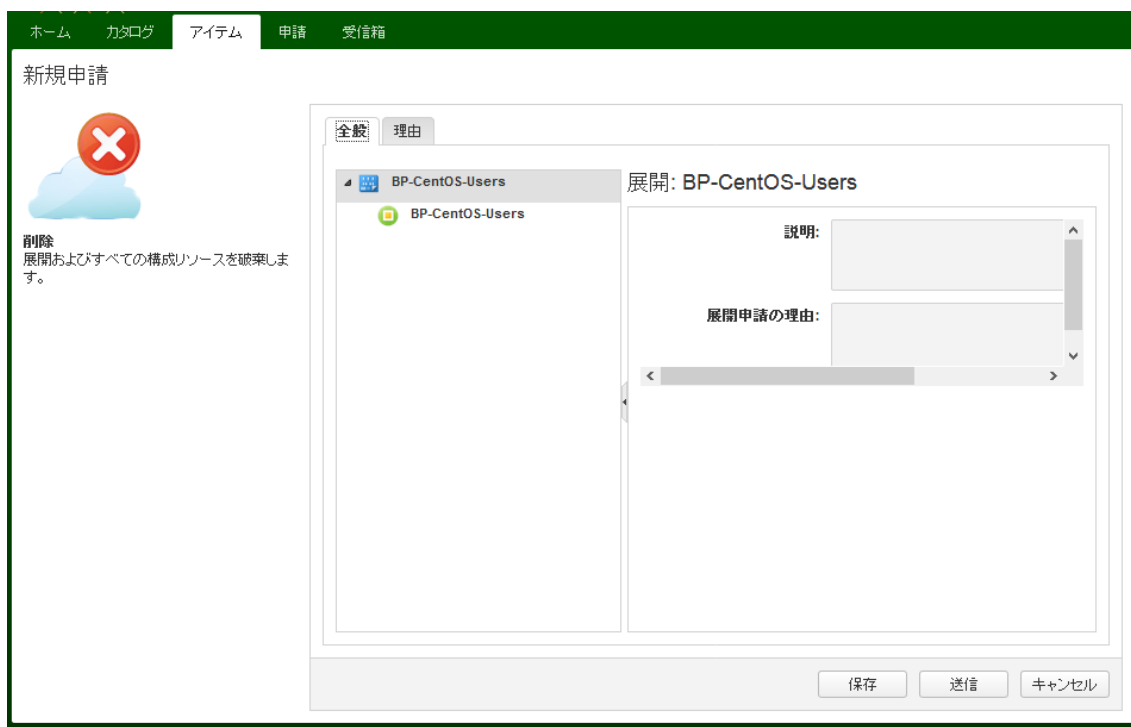 ホーム カタログ アイテム 申請 受信箱
新規申請
削除
展開およびすべての構成リソースを破棄しま
す。
全般 理由
BP-CentOS-Users
BP-CentOS-Users
展開: BP-CentOS-Users
説明:
展開申請の理由:
保存 送信 キャンセル